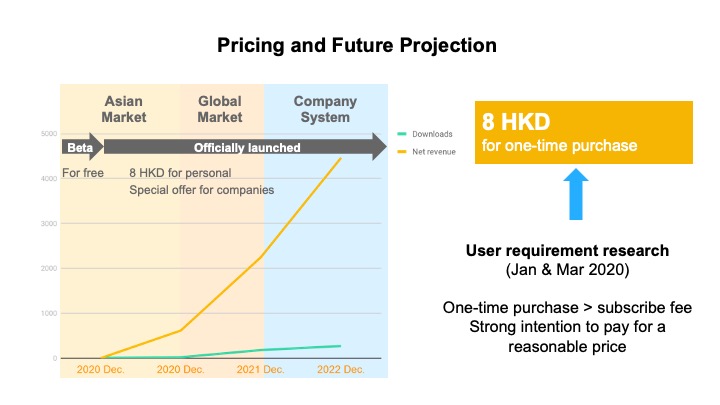 Pricing and Future Projection
Asian
Market
Global
Market
Company
System
5000
4000
3000
2000
1000
0
Beta
Officially launched
For free
8 HKD for personal
Special offer for companies
2020 Dec.
2020 Dec.
2021 Dec.
2022 Dec.
Downloads
Net revenue
8 HKD
for one-time purchase
User requirement research
(Jan & Mar 2020)
One-time purchase > subscribe fee
Strong intention to pay for a
reasonable price